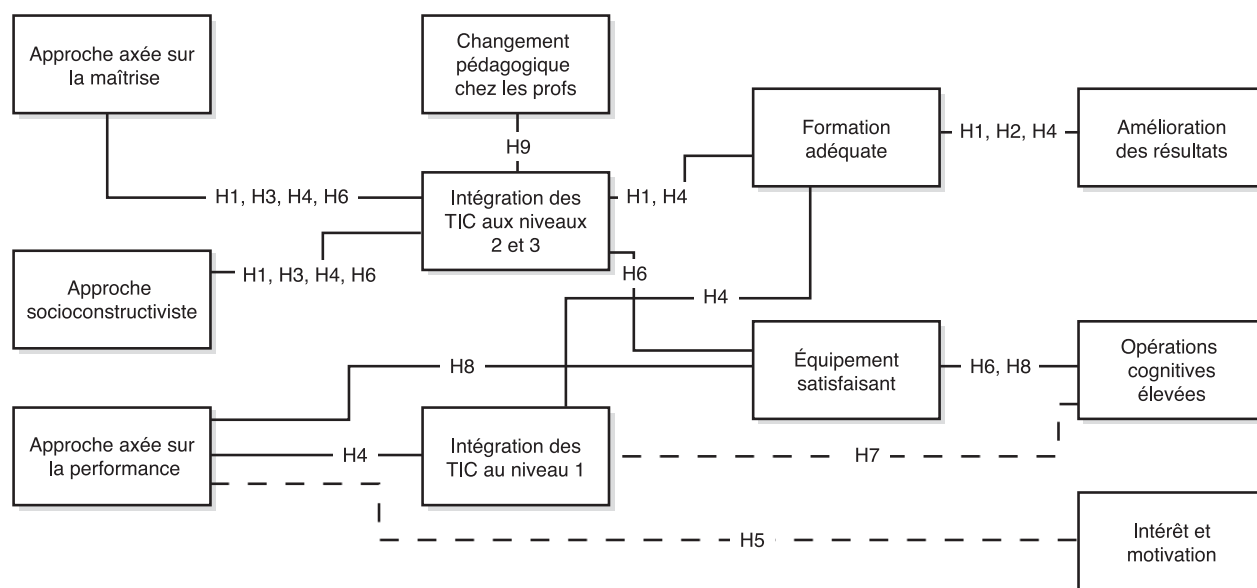 Approche axée sur
la maîtrise
Changement
pédagogique
chez les profs
Formation
adéquate
H1, H2, H4
Amélioration
des résultats
H9
H1, H3, H4, H6
Intégration des
TIC aux niveaux
2 et 3
H1, H4
Approche
socioconstructiviste
H1, H3, H4, H6
H6
H4
H8
Équipement
satisfaisant
H6, H8
Opérations
cognitives
élevées
Approche axée sur
la performance
H4
Intégration des
TIC au niveau 1
H7
H5
Intérêt et
motivation